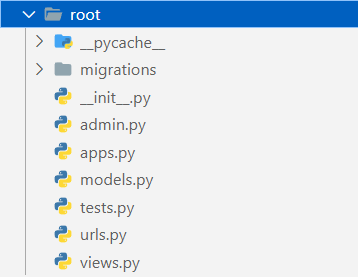 root
__pycache__
migrations
__init__.py
admin.py
apps.py
models.py
tests.py
urls.py
views.py